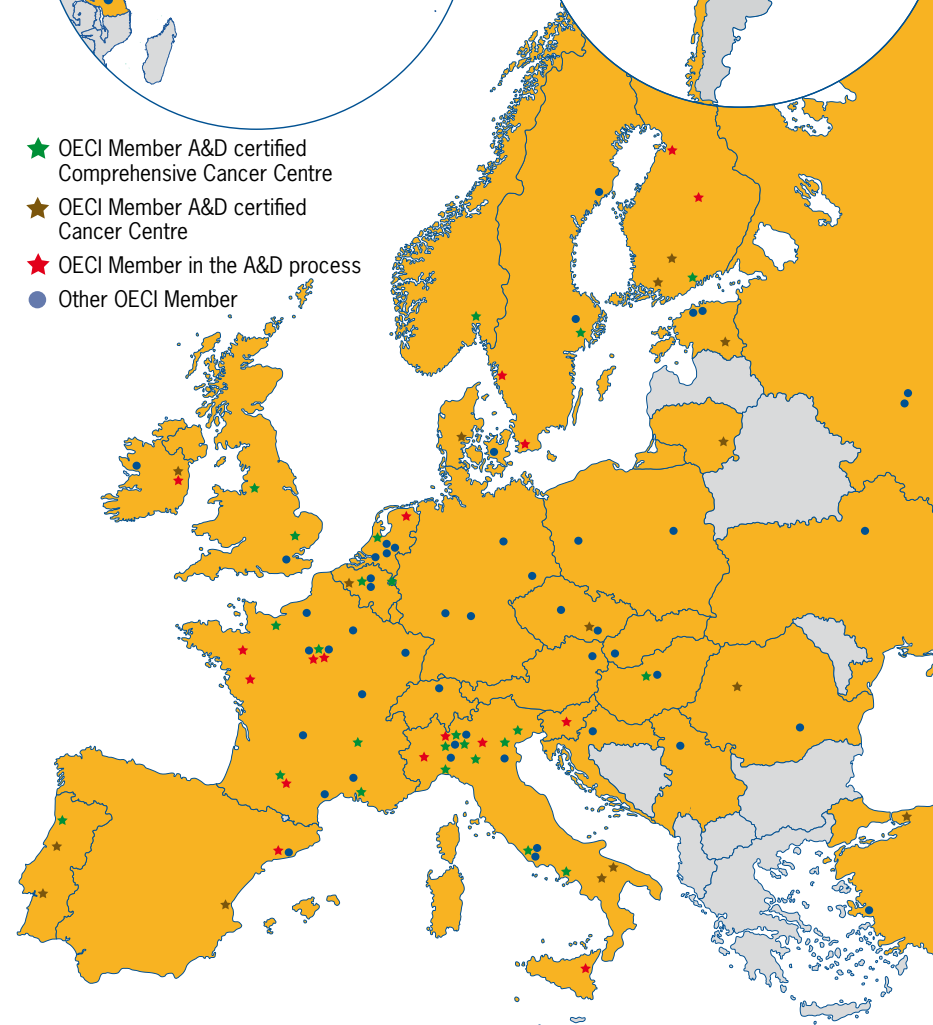 OECI Member A&D certified
Comprehensive Cancer Centre
OECI Member A&D certified
Cancer Centre
OECI Member in the A&D process
Other OECI Member